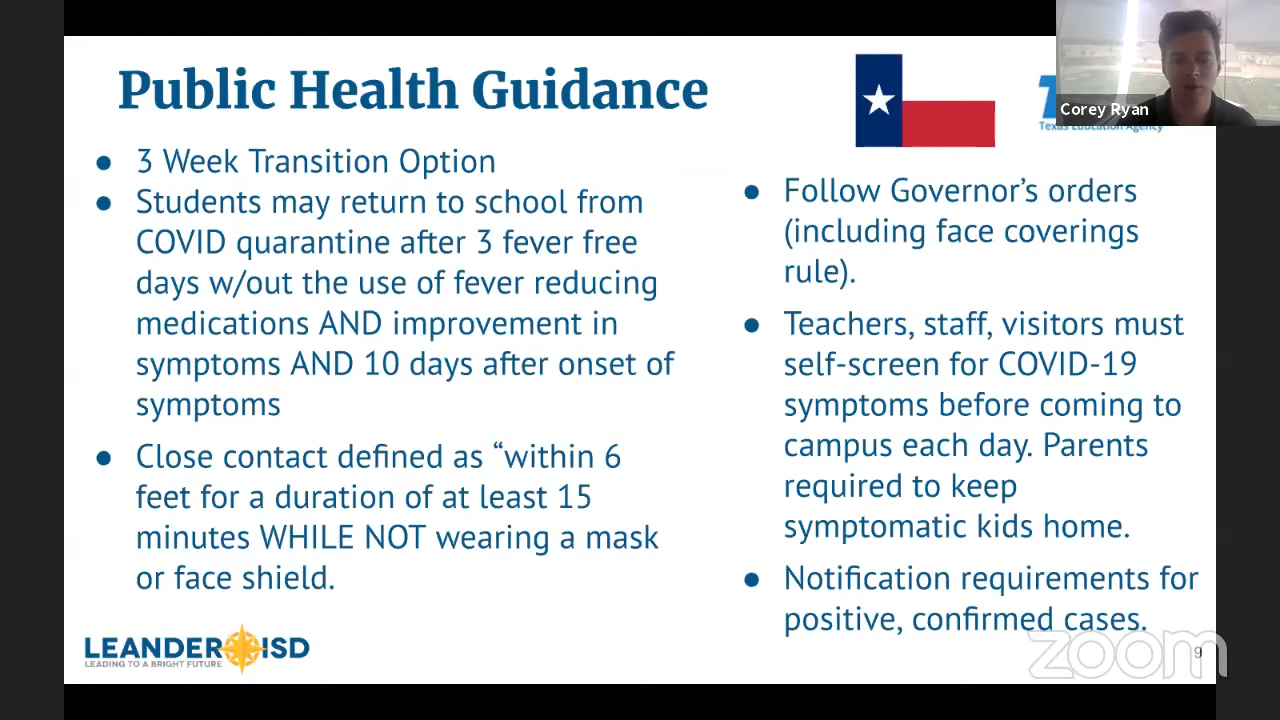 Public Health Guidance
● 3 Week Transition Option
● Students may return to school from
COVID quarantine after 3 fever free
days w/out the use of fever reducing
medications AND improvement in
symptoms AND 10 days after onset of
symptoms
● Close contact defined as “within 6
feet for a duration of at least 15
minutes WHILE NOT wearing a mask
or face shield.
LEANDER ISD
LEADING TO A BRIGHT FUTURE
Corey Ryan
Texas Education Agency
● Follow Governor’s orders
(including face coverings
rule).
● Teachers, staff, visitors must
self-screen for COVID-19
symptoms before coming to
campus each day. Parents
required to keep
symptomatic kids home.
● Notification requirements for
positive, confirmed cases.
zoom
9